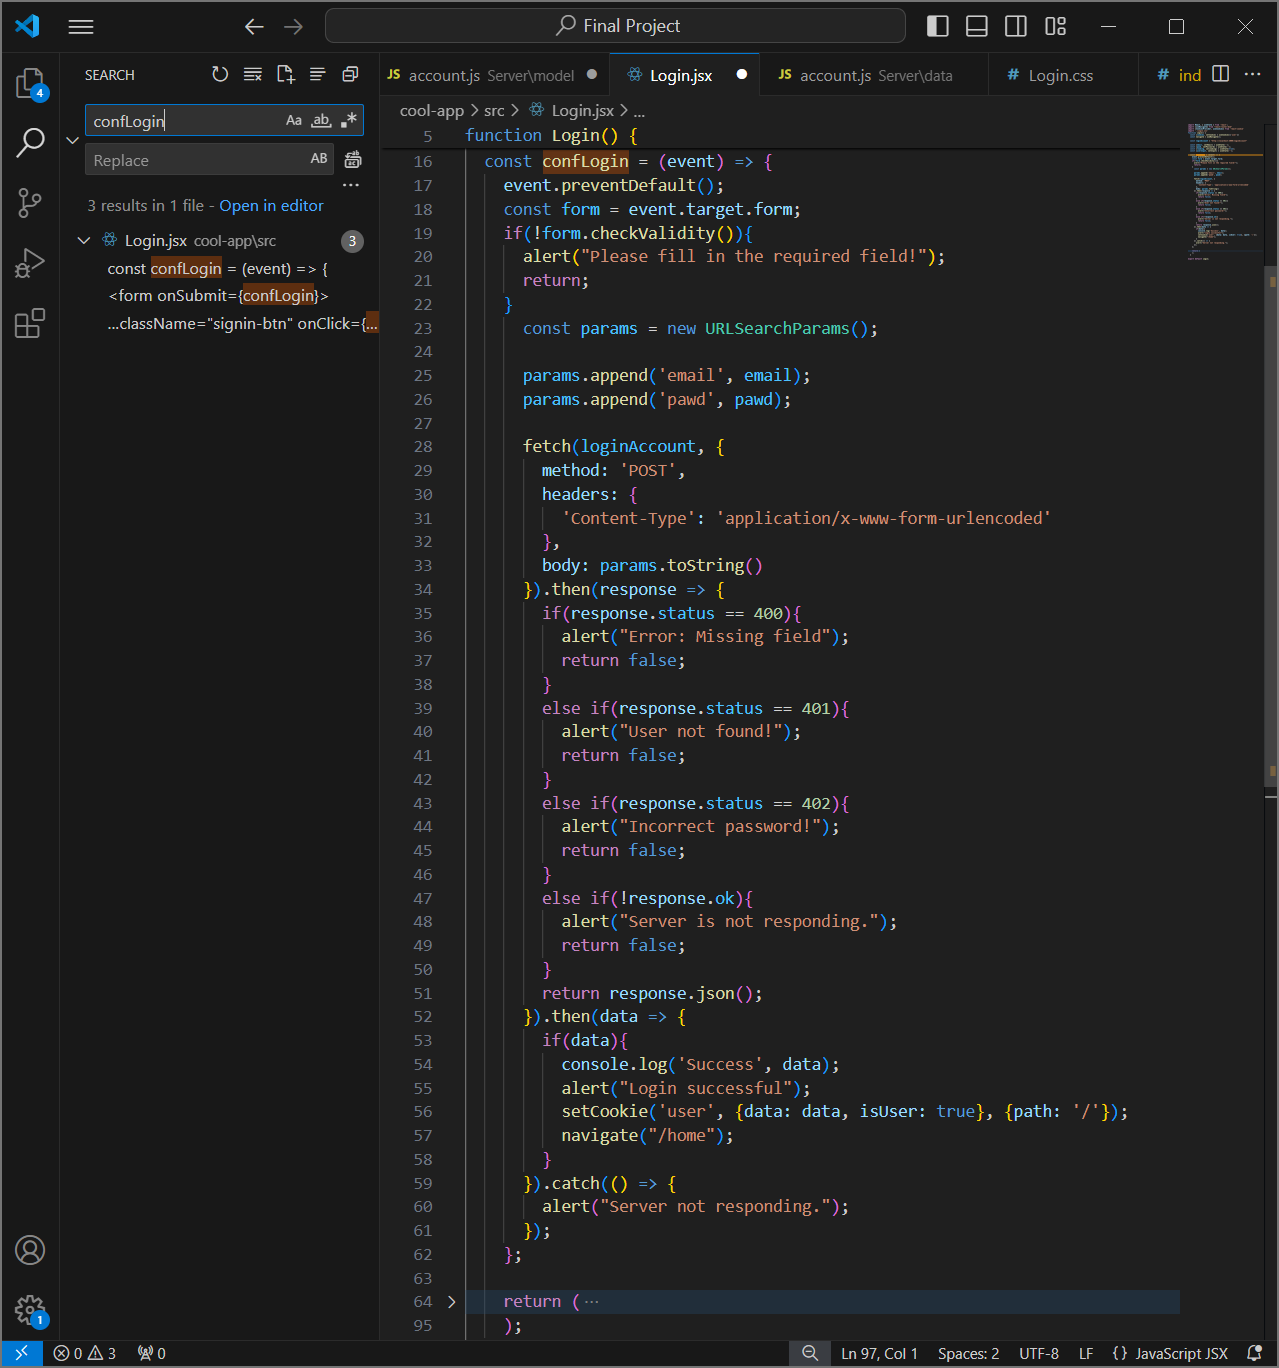 Final Project
SEARCH
confLogin
Aa
ab
Replace
AB
3 results in 1 file - Open in editor
Login.jsx cool-app\src 3
const confLogin = (event) => {
<form onSubmit={confLogin}>
...className="signin-btn" onClick={...
4
1
JS account.js Server\model
Login.jsx
JS account.js Server\data
# Login.css
# ind
cool-app > src > Login.jsx > ...
5 function Login() {
16 const confLogin = (event) => {
17 event.preventDefault();
18 const form = event.target.form;
19 if(!form.checkValidity()){
20 alert("Please fill in the required field!");
21 return;
22 }
23 const params = new URLSearchParams();
24
25 params.append('email', email);
26 params.append('pawd', pawd);
27
28 fetch(loginAccount, {
29 method: 'POST',
30 headers: {
31 'Content-Type': 'application/x-www-form-urlencoded'
32 },
33 body: params.toString()
34 }).then(response => {
35 if(response.status == 400){
36 alert("Error: Missing field");
37 return false;
38 }
39 else if(response.status == 401){
40 alert("User not found!");
41 return false;
42 }
43 else if(response.status == 402){
44 alert("Incorrect password!");
45 return false;
46 }
47 else if(!response.ok){
48 alert("Server is not responding.");
49 return false;
50 }
51 return response.json();
52 }).then(data => {
53 if(data){
54 console.log('Success', data);
55 alert("Login successful");
56 setCookie('user', {data: data, isUser: true}, {path: '/'});
57 navigate("/home");
58 }
59 }).catch(() => {
60 alert("Server not responding.");
61 });
62 };
63
64 return (...
95 );
0 3 0
Ln 97, Col 1 Spaces: 2 UTF-8 LF {} JavaScript JSX